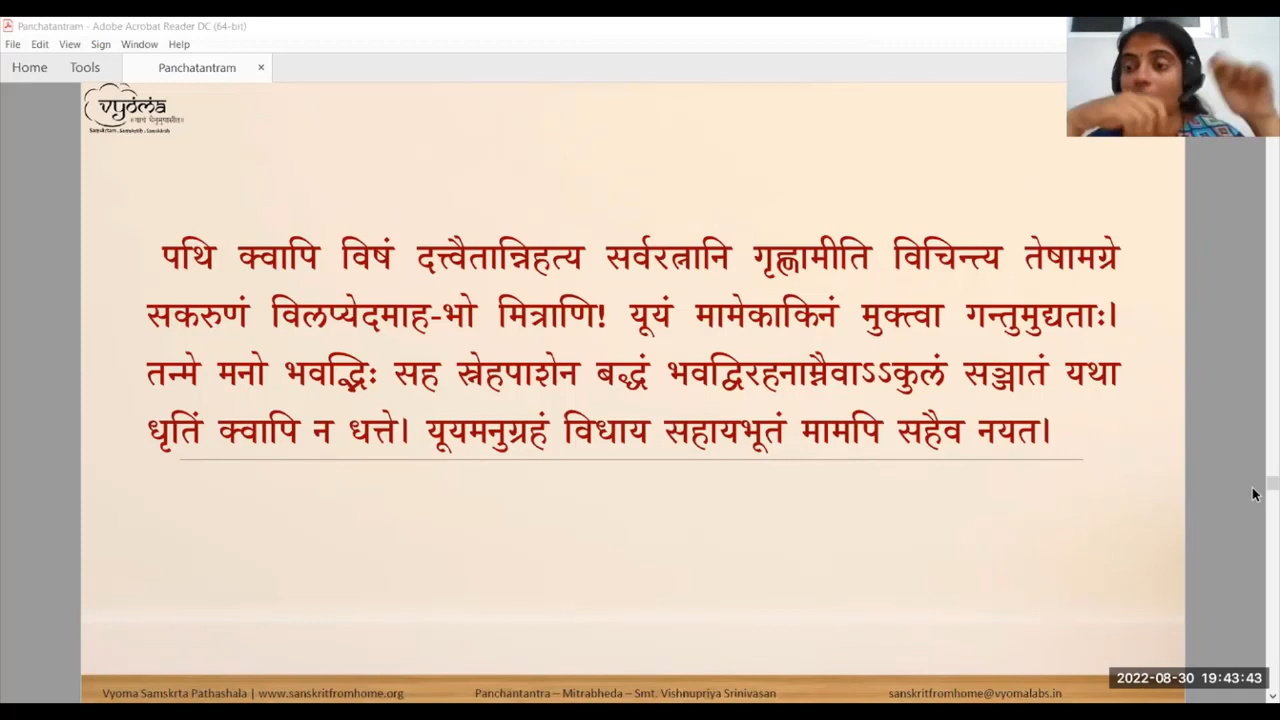 Panchatantram - Adobe Acrobat Reader DC (64-bit)
File Edit View Sign Window Help
Home Tools Panchatantram ×
vyoma
॥वाचं धेनुमुपासीत॥
Samskrtam . Samskriti . Samskirah
पथि क्वापि विषं दत्त्वैतान्निहत्य सर्वरत्नानि गृह्णामीति विचिन्त्य तेषामग्रे
सकरुणं विलप्येदमाह-भो मित्राणि! यूयं मामेकाकिनं मुक्त्वा गन्तुमुद्यताः।
तन्मे मनो भवद्भिः सह स्नेहपाशेन बद्धं भवद्विरहनाम्नैवाऽऽकुलं सञ्जातं यथा
धृतिं क्वापि न धत्ते। यूयमनुग्रहं विधाय सहायभूतं मामपि सहैव नयत।
2022-08-30 19:43:43
Vyoma Samskrta Pathashala | www.sanskritfromhome.org Panchantantra – Mitrabheda – Smt. Vishnupriya Srinivasan sanskritfromhome@vyomalabs.in